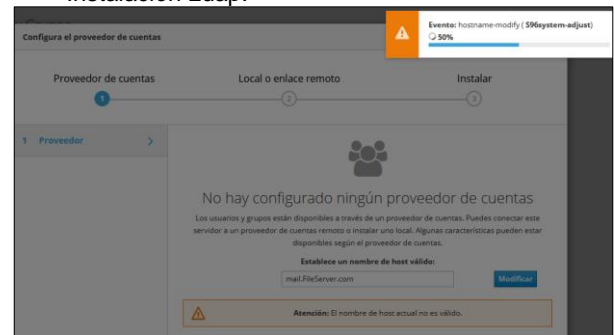 Instalación Ldap:
Configura el proveedor de cuentas
Evento: hostname-modify ( S96system-adjust)
50%
Proveedor de cuentas
Local o enlace remoto
Instalar
1
2
3
1 Proveedor
No hay configurado ningún proveedor de cuentas
Los usuarios y grupos están disponibles a través de un proveedor de cuentas. Puedes conectar este
servidor a un proveedor de cuentas remoto o instalar uno local. Algunas características pueden estar
disponibles según el proveedor de cuentas.
Establece un nombre de host válido:
mail.FileServer.com
Modificar
Atención: El nombre de host actual no es válido.